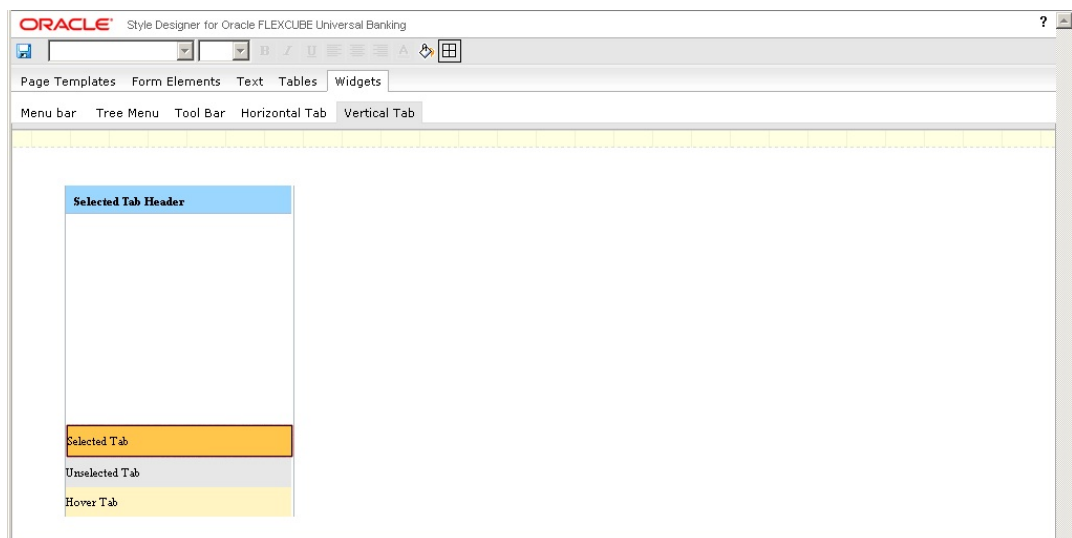 ORACLE® Style Designer for Oracle FLEXCUBE Universal Banking ?
B I U A
Page Templates Form Elements Text Tables Widgets
Menu bar Tree Menu Tool Bar Horizontal Tab Vertical Tab
Selected Tab Header
Selected Tab
Unselected Tab
Hover Tab